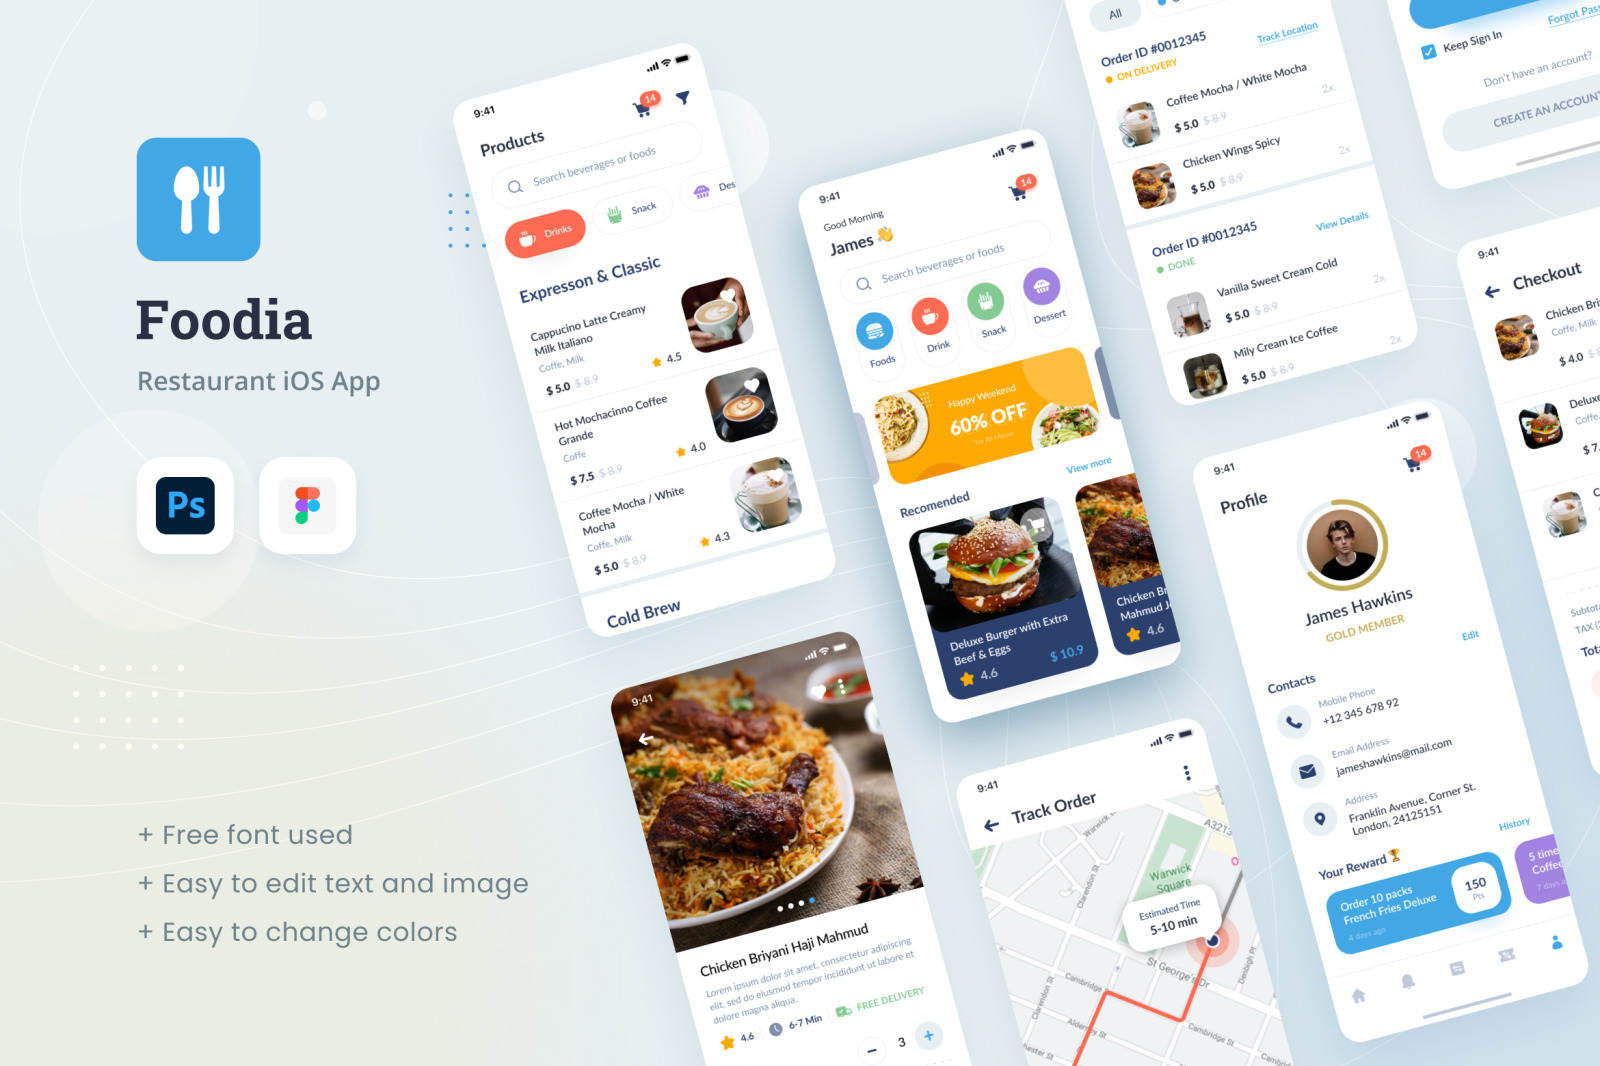 Foodia
Restaurant iOS App
Ps
+ Free font used
+ Easy to edit text and image
+ Easy to change colors
9:41
14
Products
Search beverages or foods
Drinks
Snack
Des
Expresson & Classic
Cappucino Latte Creamy
Milk Italiano
Coffe, Milk
$ 5.0 $ 8.9
4.5
Hot Mochacinno Coffee
Grande
Coffe
$ 7.5 $ 8.9
4.0
Coffee Mocha / White
Mocha
Coffe, Milk
$ 5.0 $ 8.9
4.3
Cold Brew
9:41
14
Good Morning
James 👋
Search beverages or foods
Foods
Drink
Snack
Dessert
Happy Weekend
60% OFF
View more
Recomended
Deluxe Burger with Extra
Beef & Eggs
4.6
$ 10.9
Chicken Br
Mahmud J
4.6
9:41
Chicken Briyani Haji Mahmud
Lorem ipsum dolor sit amet, consectetur adipiscing
elit, sed do eiusmod tempor incididunt ut labore et
dolore magna aliqua.
4.6
6-7 Min
FREE DELIVERY
3
9:41
Track Order
A3213
Warwick
Square
Clarendon St
Estimated Time
5-10 min
St George's Dr
Denbigh Pl
Cambridge
Cambridge St
Clarendon St
Cambri
All
Order ID #0012345
Track Location
ON DELIVERY
Coffee Mocha / White Mocha
$ 5.0 $ 8.9
2x
Chicken Wings Spicy
$ 5.0 $ 8.9
2x
Order ID #0012345
View Details
DONE
Vanilla Sweet Cream Cold
$ 5.0 $ 8.9
2x
Mily Cream Ice Coffee
$ 5.0 $ 8.9
2x
Keep Sign In
Forgot Pas
Don't have an account?
CREATE AN ACCOUNT
9:41
Checkout
Chicken Bri
Coffe, Milk
$ 4.0
Deluxe
Coffe,
$ 7.
C
Subtota
TAX (
Tot
9:41
14
Profile
James Hawkins
GOLD MEMBER
Edit
Contacts
Mobile Phone
+12 345 678 92
Email Address
jameshawkins@mail.com
Address
Franklin Avenue, Corner St.
London, 24125151
History
Your Reward 🏆
Order 10 packs
French Fries Deluxe
4 days ago
150
Pts
5 time
Coffee
7 days a